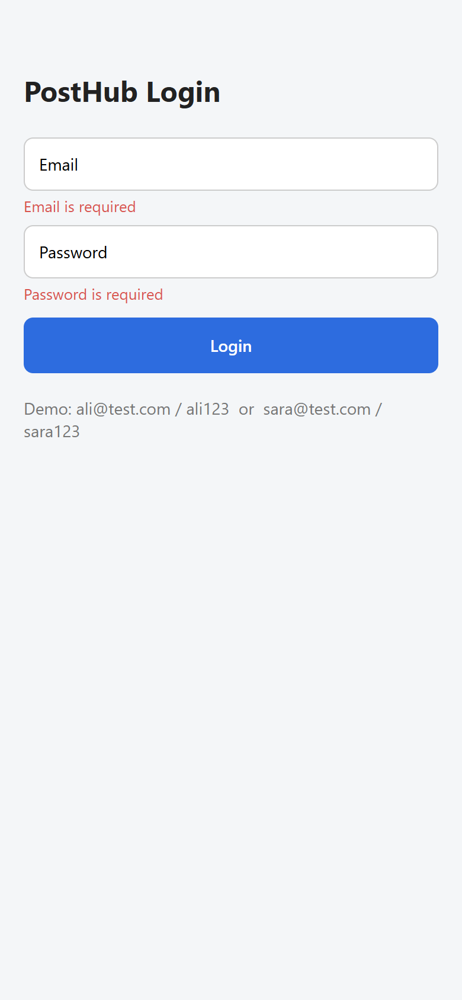 PostHub Login
Email
Email is required
Password
Password is required
Login
Demo: ali@test.com / ali123  or  sara@test.com /
sara123